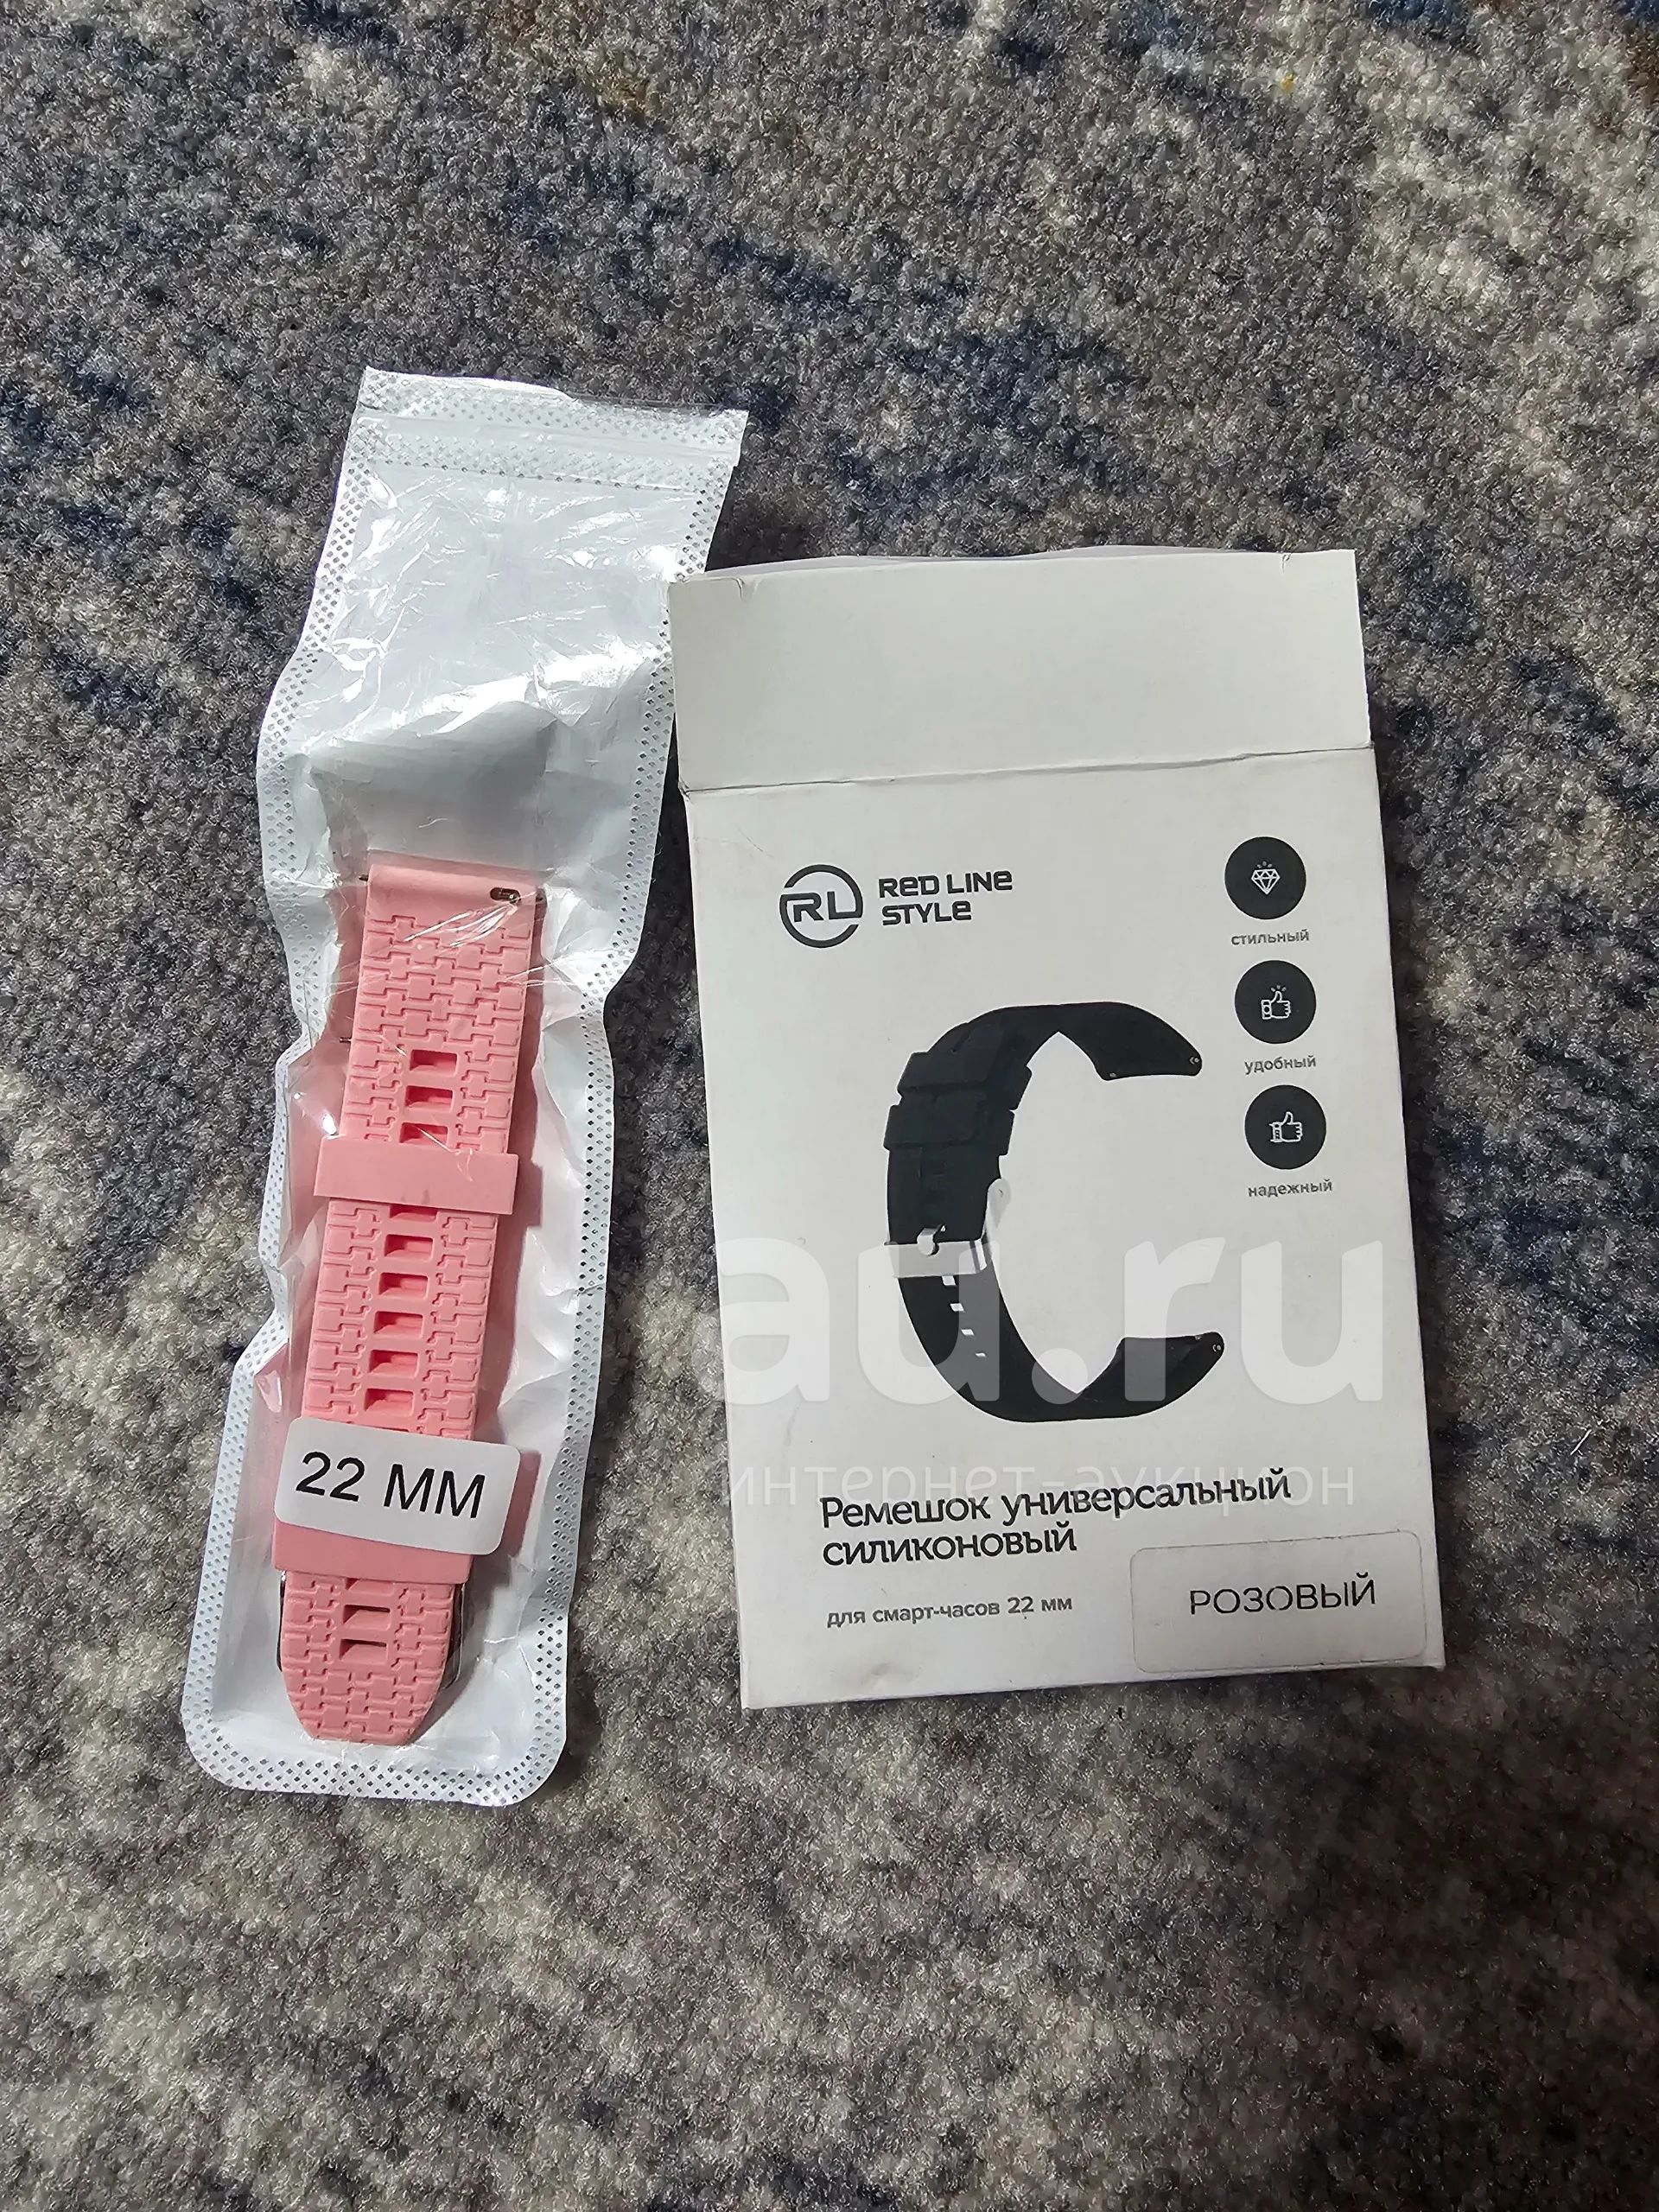 22 MM
RL
RED LINE
STYLE
стильный
удобный
надежный
au.ru
интернет-аукцион
Ремешок универсальный
силиконовый
для смарт-часов 22 мм
РОЗОВЫЙ